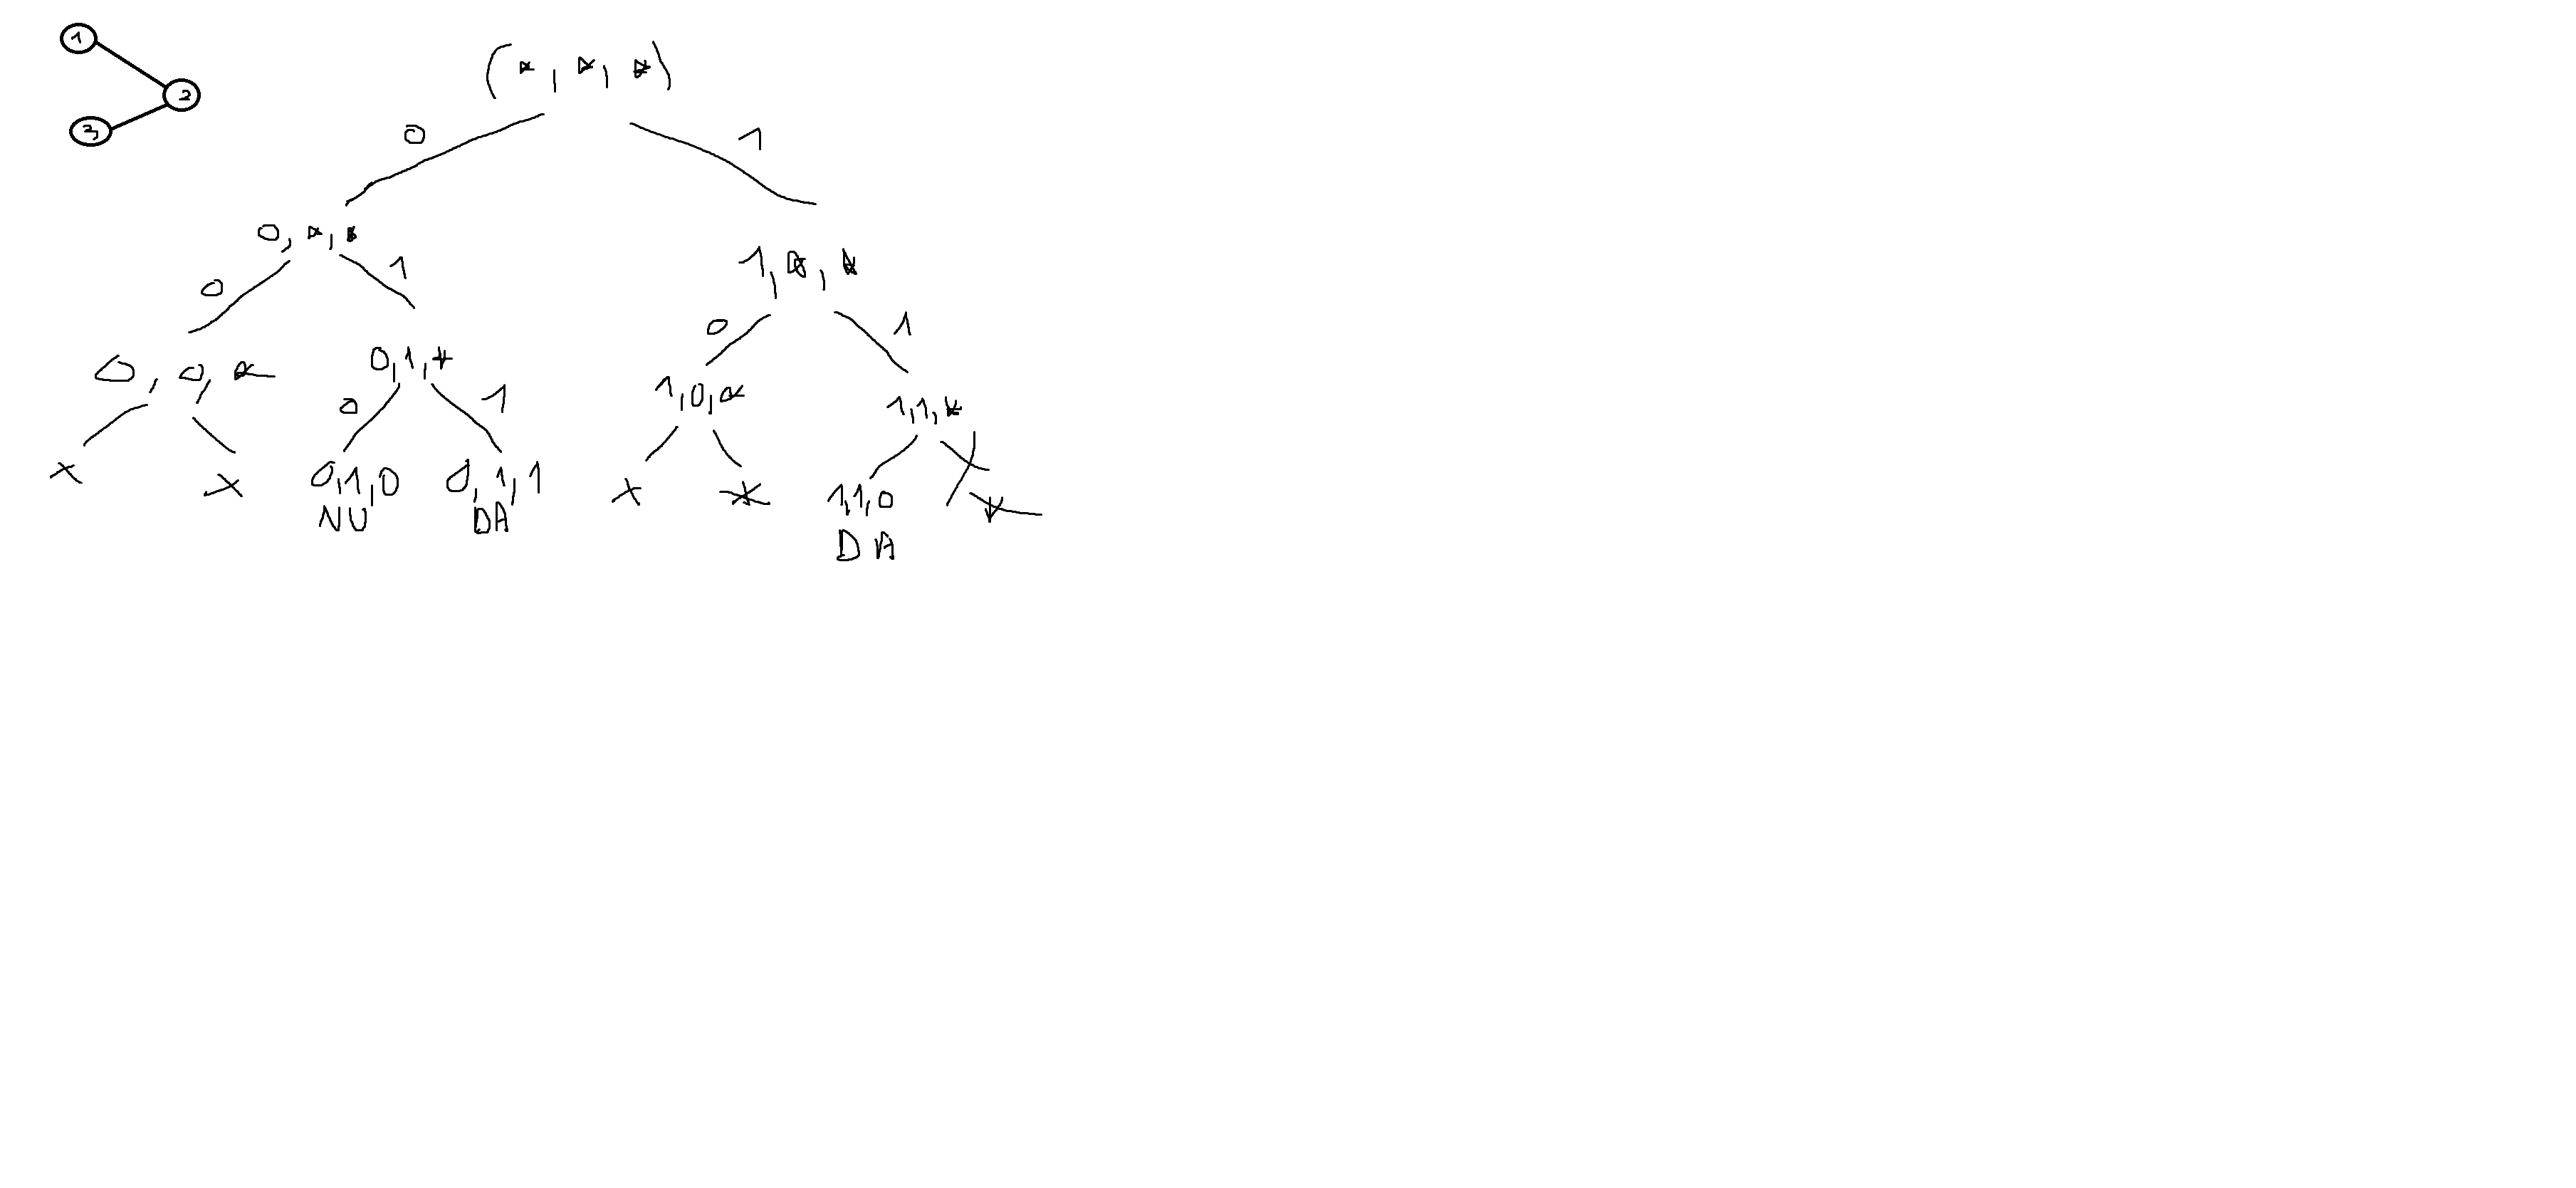 1
2
3
(*, *, *)
0 1
0, *, *
1, *, *
0 1
0 1
0, 0, *
0,1,*
1,0,*
1,1,*
0 1
x x
0,1,0
0,1,1
x x
1,1,0
NU
DA
DA